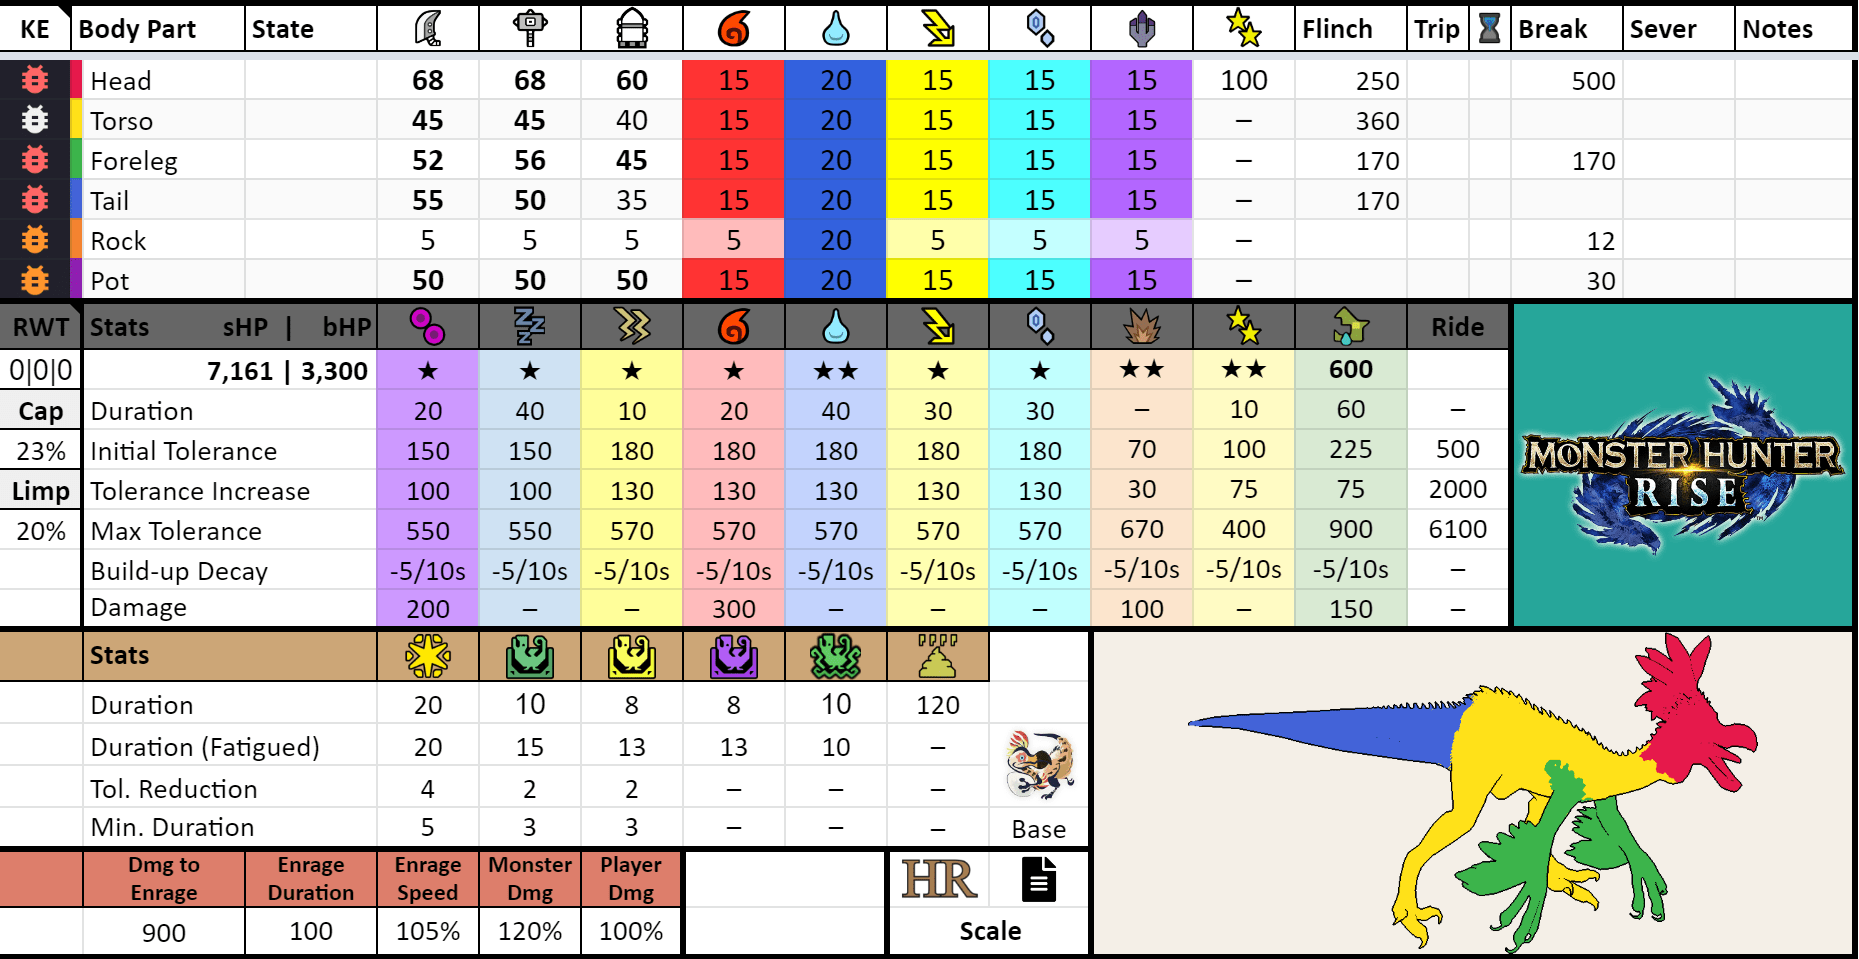 KE Body Part State Flinch Trip Break Sever Notes
Head 68 68 60 15 20 15 15 15 100 250 500
Torso 45 45 40 15 20 15 15 15 – 360
Foreleg 52 56 45 15 20 15 15 15 – 170 170
Tail 55 50 35 15 20 15 15 15 – 170
Rock 5 5 5 5 20 5 5 5 – 12
Pot 50 50 50 15 20 15 15 15 – 30
RWT Stats sHP | bHP Ride
0|0|0 7,161 | 3,300 ★ ★ ★ ★ ★★ ★ ★ ★★ ★★ 600
Cap Duration 20 40 10 20 40 30 30 – 10 60 –
23% Initial Tolerance 150 150 180 180 180 180 180 70 100 225 500
Limp Tolerance Increase 100 100 130 130 130 130 130 30 75 75 2000
20% Max Tolerance 550 550 570 570 570 570 570 670 400 900 6100
Build-up Decay -5/10s -5/10s -5/10s -5/10s -5/10s -5/10s -5/10s -5/10s -5/10s -5/10s –
Damage 200 – – 300 – – – 100 – 150 –
MONSTER HUNTER
RISE
Stats
Duration 20 10 8 8 10 120
Duration (Fatigued) 20 15 13 13 10 –
Tol. Reduction 4 2 2 – – –
Min. Duration 5 3 3 – – – Base
Dmg to Enrage Enrage Monster Player
Enrage Duration Speed Dmg Dmg
HR
900 100 105% 120% 100% Scale